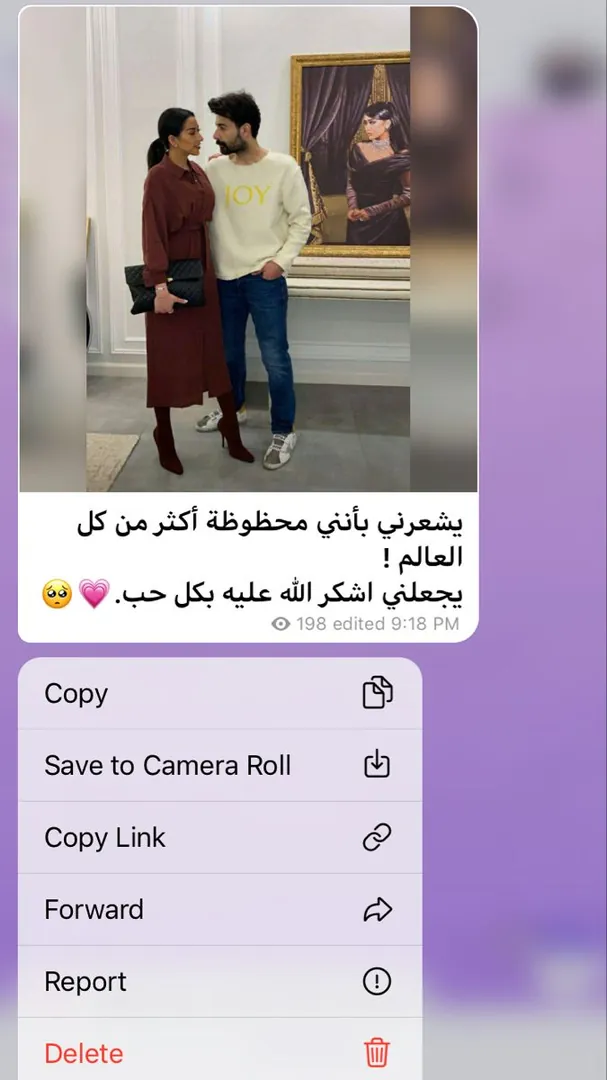 JOY
يشعرني بأنني محظوظة أكثر من كل
العالم !
يجعلني اشكر الله عليه بكل حب. 💗🥺
198 edited 9:18 PM
Copy
Save to Camera Roll
Copy Link
Forward
Report
Delete